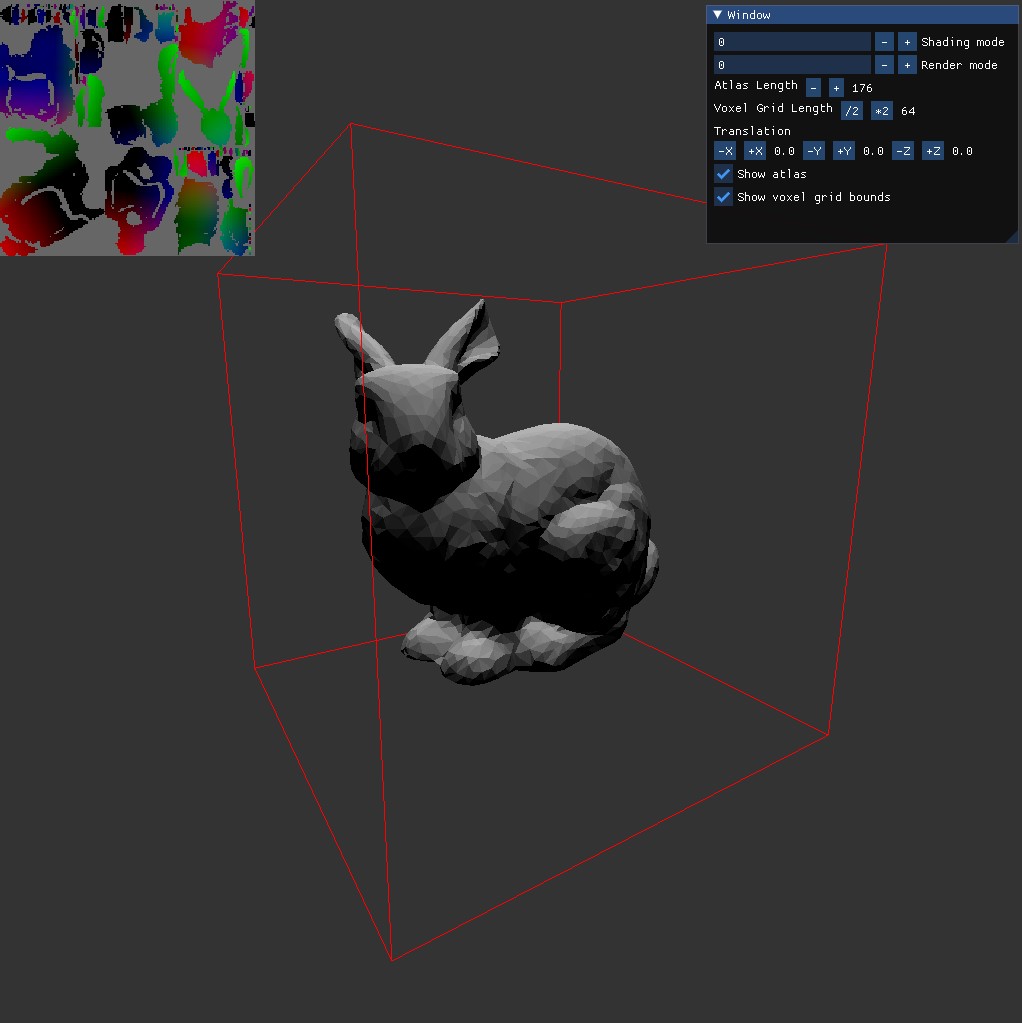 Window
0 - + Shading mode
0 - + Render mode
Atlas Length - + 176
Voxel Grid Length /2 *2 64
Translation
-X +X 0.0 -Y +Y 0.0 -Z +Z 0.0
Show atlas
Show voxel grid bounds